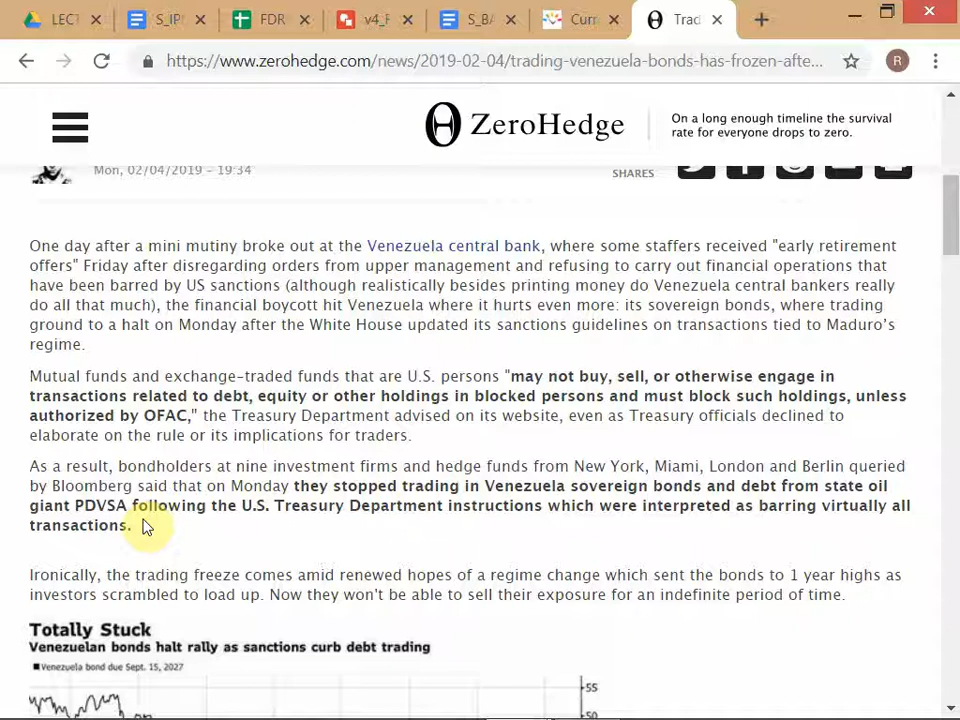 LECT
S_IP
FDR
v4_F
S_BA
Curr
Trad
https://www.zerohedge.com/news/2019-02-04/trading-venezuela-bonds-has-frozen-afte...
R
ZeroHedge
On a long enough timeline the survival
rate for everyone drops to zero.
Mon, 02/04/2019 - 19:34
SHARES
One day after a mini mutiny broke out at the Venezuela central bank, where some staffers received "early retirement
offers" Friday after disregarding orders from upper management and refusing to carry out financial operations that
have been barred by US sanctions (although realistically besides printing money do Venezuela central bankers really
do all that much), the financial boycott hit Venezuela where it hurts even more: its sovereign bonds, where trading
ground to a halt on Monday after the White House updated its sanctions guidelines on transactions tied to Maduro's
regime.
Mutual funds and exchange-traded funds that are U.S. persons "may not buy, sell, or otherwise engage in
transactions related to debt, equity or other holdings in blocked persons and must block such holdings, unless
authorized by OFAC," the Treasury Department advised on its website, even as Treasury officials declined to
elaborate on the rule or its implications for traders.
As a result, bondholders at nine investment firms and hedge funds from New York, Miami, London and Berlin queried
by Bloomberg said that on Monday they stopped trading in Venezuela sovereign bonds and debt from state oil
giant PDVSA following the U.S. Treasury Department instructions which were interpreted as barring virtually all
transactions.
Ironically, the trading freeze comes amid renewed hopes of a regime change which sent the bonds to 1 year highs as
investors scrambled to load up. Now they won't be able to sell their exposure for an indefinite period of time.
Totally Stuck
Venezuelan bonds halt rally as sanctions curb debt trading
Venezuela bond due Sept. 15, 2027
55
50